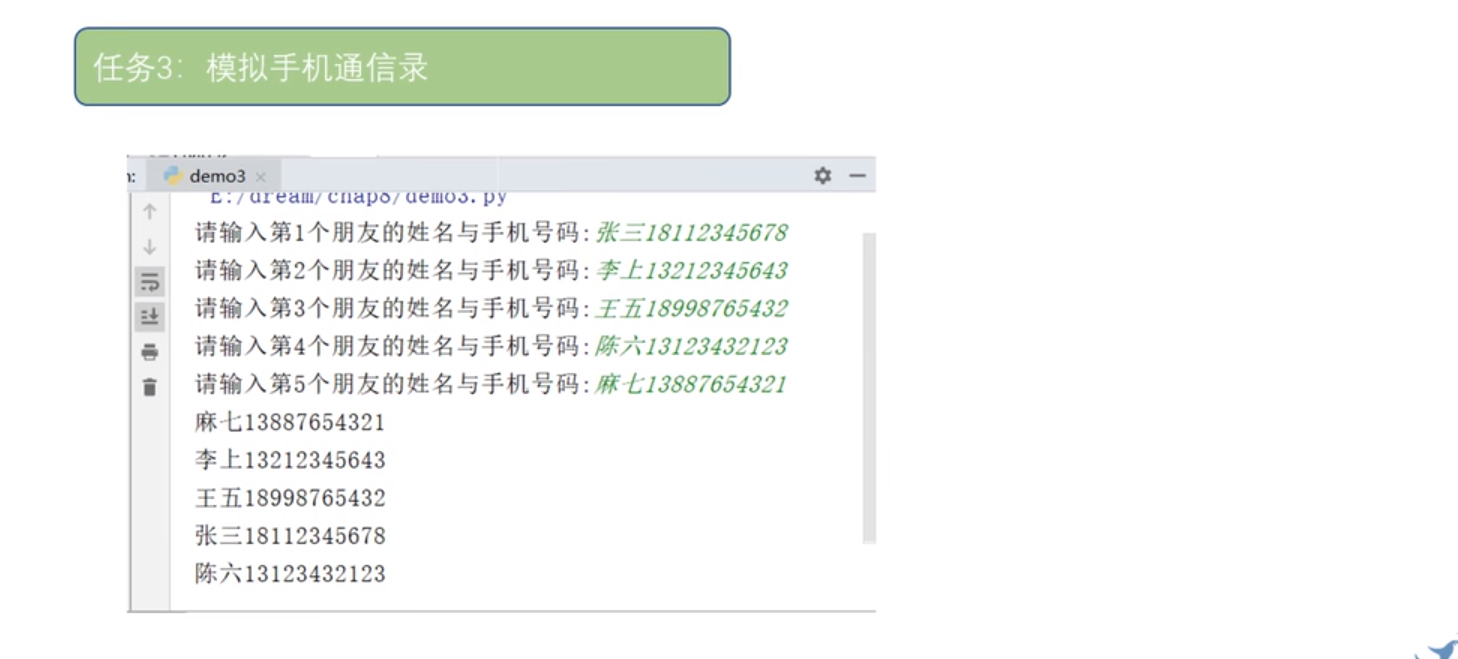 任务3：模拟手机通信录
demo3
E:/dream/chap8/demo3.py
请输入第1个朋友的姓名与手机号码:张三18112345678
请输入第2个朋友的姓名与手机号码:李上13212345643
请输入第3个朋友的姓名与手机号码:王五18998765432
请输入第4个朋友的姓名与手机号码:陈六13123432123
请输入第5个朋友的姓名与手机号码:麻七13887654321
麻七13887654321
李上13212345643
王五18998765432
张三18112345678
陈六13123432123